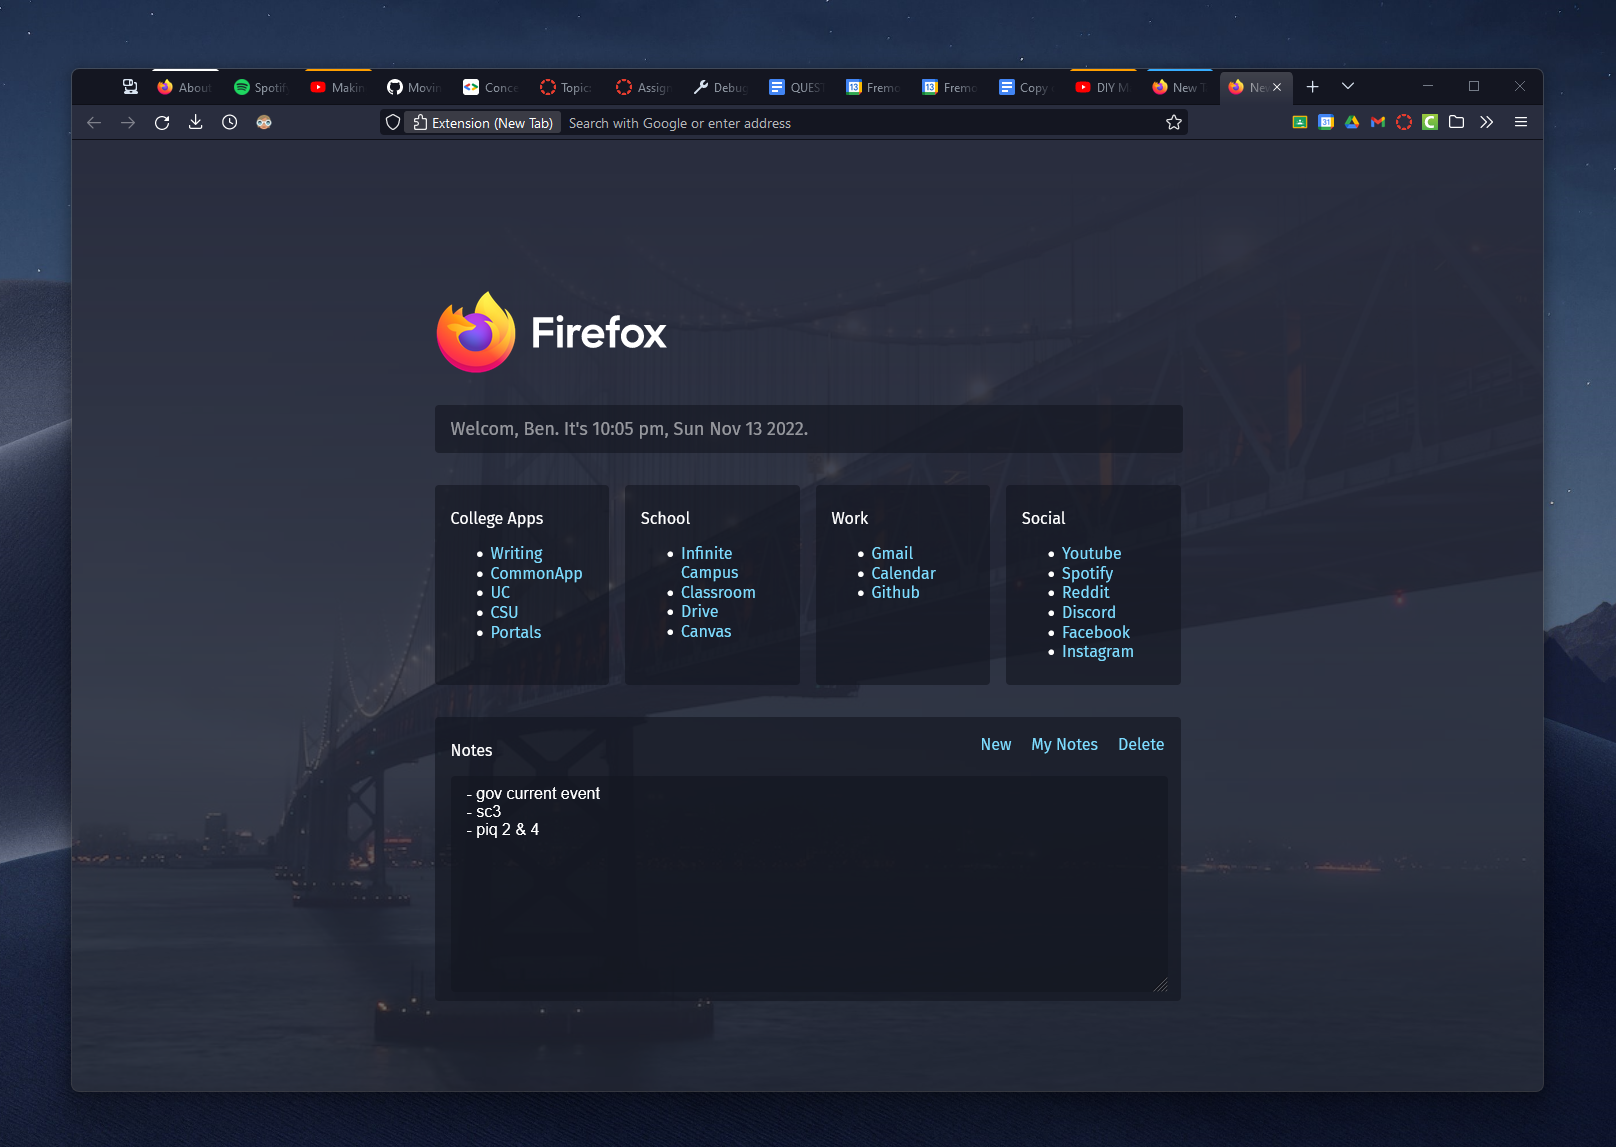 About
Spotif
Makin
Movin
Conce
Topic
Assign
Debug
QUEST
Fremo
Fremo
Copy
DIY M
New T
New
Extension (New Tab) Search with Google or enter address
Firefox
Welcom, Ben. It's 10:05 pm, Sun Nov 13 2022.
College Apps
Writing
CommonApp
UC
CSU
Portals
School
Infinite
Campus
Classroom
Drive
Canvas
Work
Gmail
Calendar
Github
Social
Youtube
Spotify
Reddit
Discord
Facebook
Instagram
Notes
New My Notes Delete
- gov current event
- sc3
- piq 2 & 4